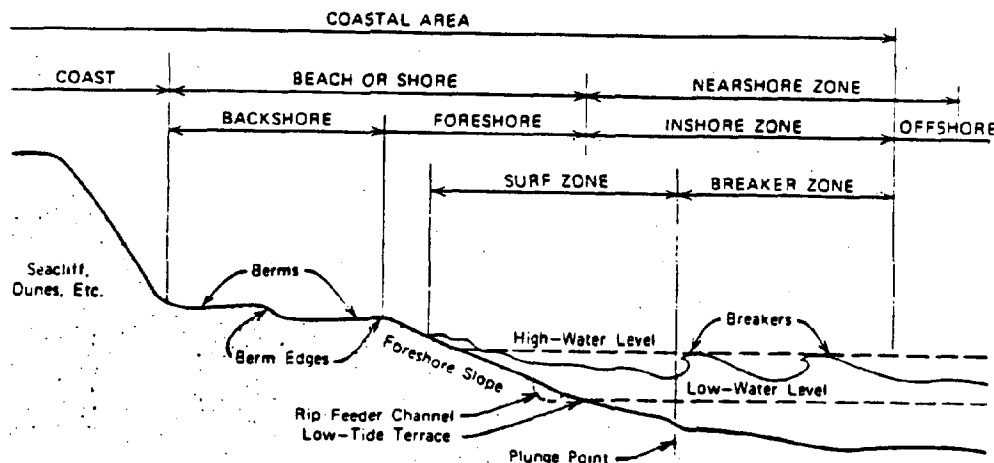 COASTAL AREA
COAST
BEACH OR SHORE
NEARSHORE ZONE
BACKSHORE
FORESHORE
INSHORE ZONE
OFFSHORE
SURF ZONE
BREAKER ZONE
Seacliff,
Dunes, Etc.
Berms
Berm Edges
Foreshore Slope
High-Water Level
Breakers
Low-Water Level
Rip Feeder Channel
Low-Tide Terrace
Plunge Point